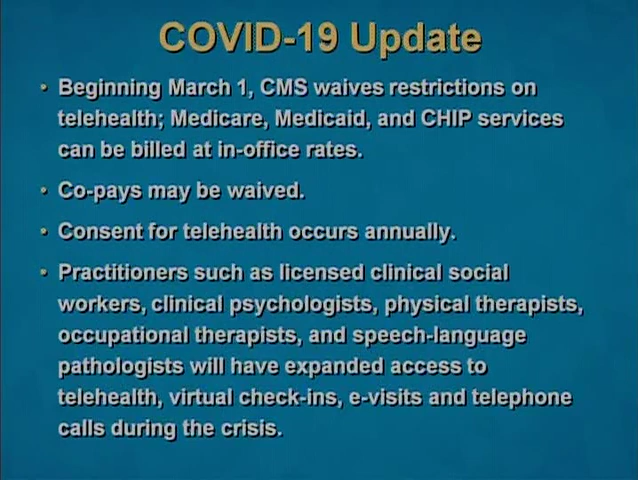 COVID-19 Update
• Beginning March 1, CMS waives restrictions on
telehealth; Medicare, Medicaid, and CHIP services
can be billed at in-office rates.
• Co-pays may be waived.
• Consent for telehealth occurs annually.
• Practitioners such as licensed clinical social
workers, clinical psychologists, physical therapists,
occupational therapists, and speech-language
pathologists will have expanded access to
telehealth, virtual check-ins, e-visits and telephone
calls during the crisis.